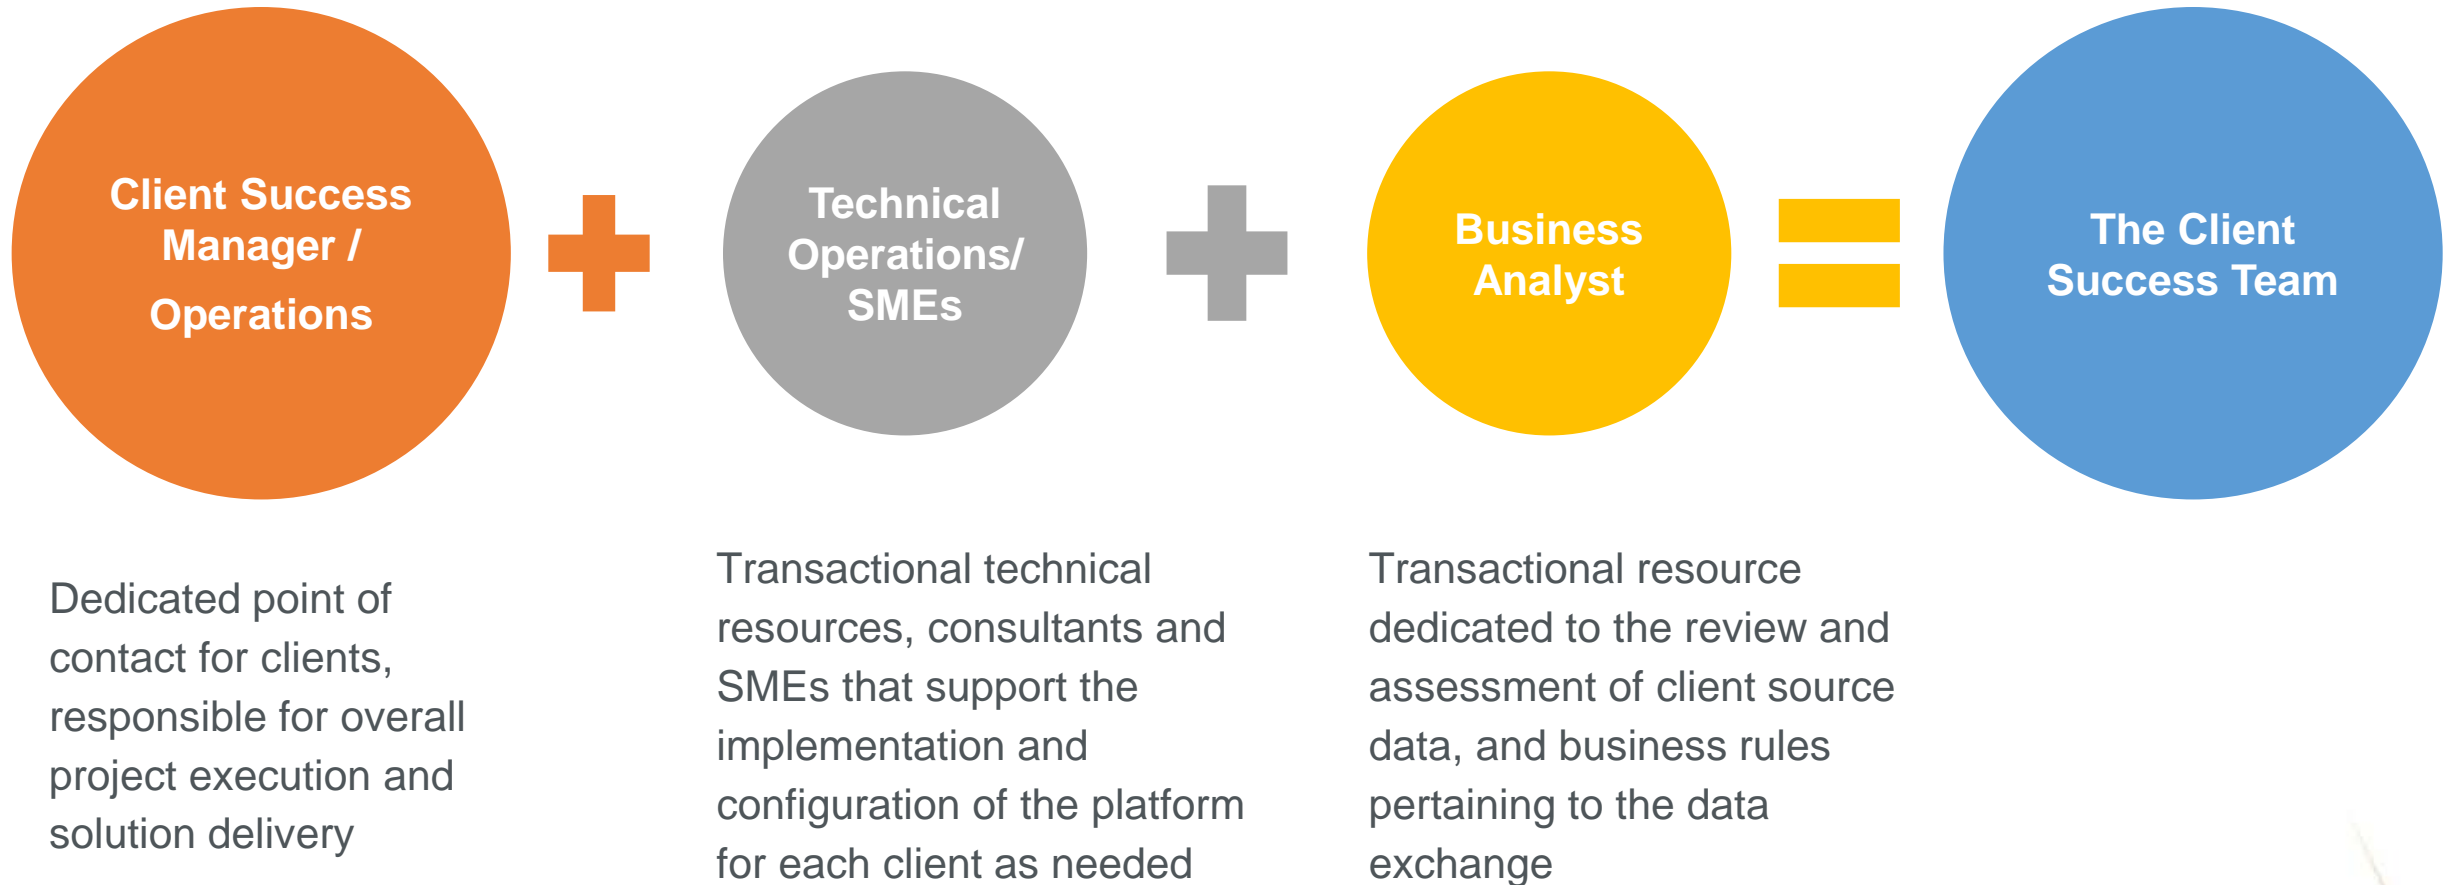 Client Success
Manager /
Operations
Technical
Operations/
SMEs
Business
Analyst
The Client
Success Team
Dedicated point of
contact for clients,
responsible for overall
project execution and
solution delivery
Transactional technical
resources, consultants and
SMEs that support the
implementation and
configuration of the platform
for each client as needed
Transactional resource
dedicated to the review and
assessment of client source
data, and business rules
pertaining to the data
exchange